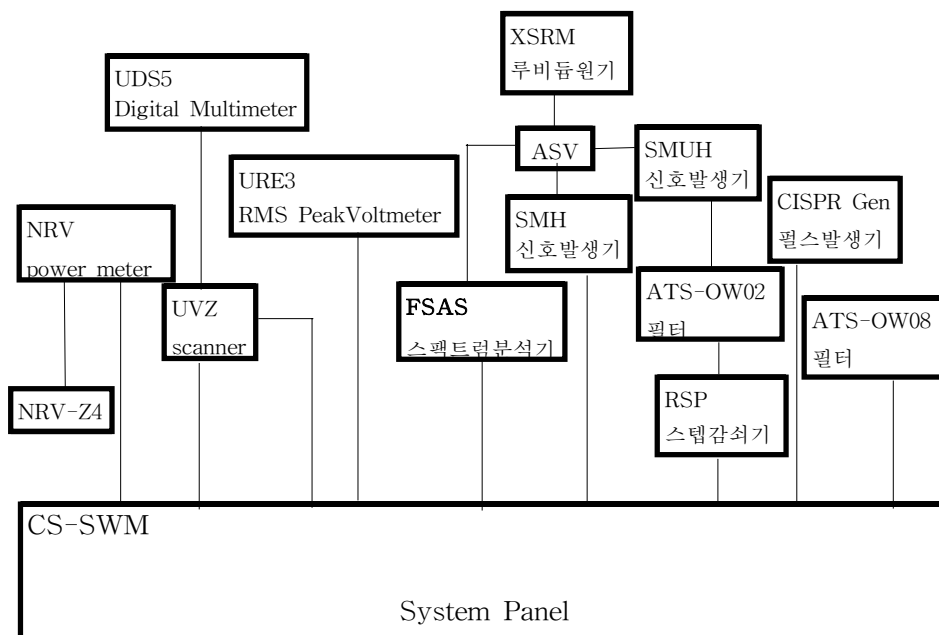 XSRM
루비듐원기
UDS5
Digital Multimeter
ASV
SMUH
신호발생기
URE3
RMS PeakVoltmeter
CISPR Gen
펄스발생기
SMH
신호발생기
NRV
power meter
ATS-OW02
필터
UVZ
scanner
FSAS
스팩트럼분석기
ATS-OW08
필터
NRV-Z4
RSP
스텝감쇠기
CS-SWM
System Panel